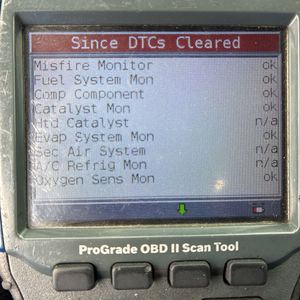 Since DTCs Cleared
Misfire Monitor ok
Fuel System Mon ok
Comp Component ok
Catalyst Mon ok
Htd Catalyst n/a
Evap System Mon ok
Sec Air System n/a
A/C Refrig Mon n/a
Oxygen Sens Mon ok
ProGrade OBD II Scan Tool